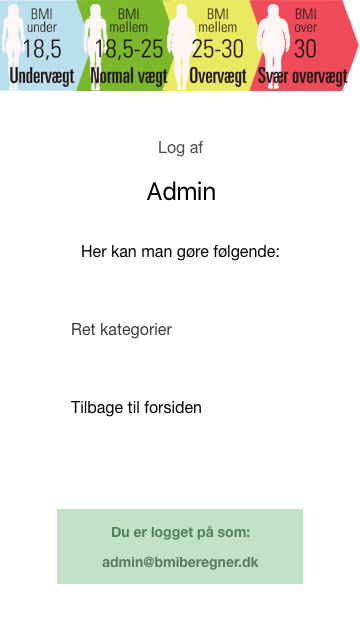 BMI
under
18,5
Undervægt
BMI
mellem
18,5-25
Normal vægt
BMI
mellem
25-30
Overvægt
BMI
over
30
Svær overvægt
Log af
Admin
Her kan man gøre følgende:
Ret kategorier
Tilbage til forsiden
Du er logget på som:
admin@bmiberegner.dk